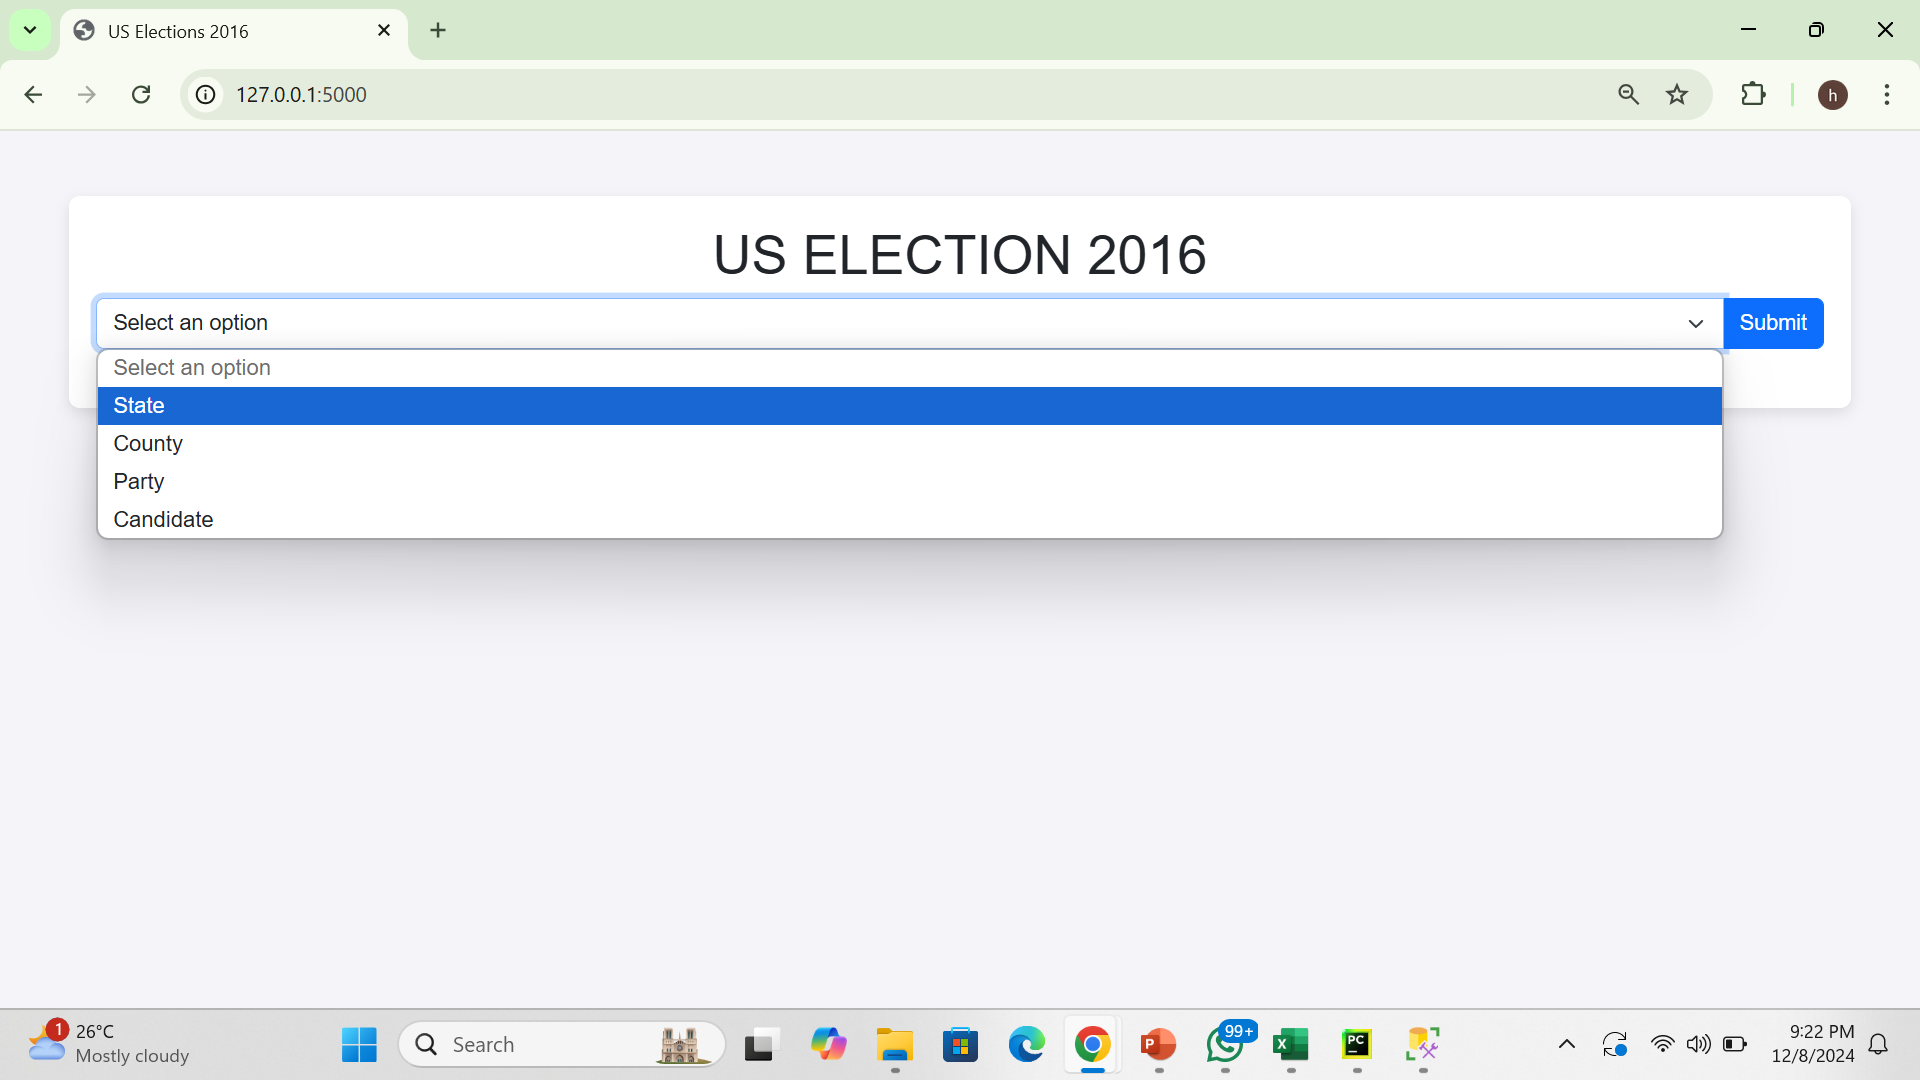 US Elections 2016
127.0.0.1:5000
h
US ELECTION 2016
Select an option
Submit
Select an option
State
County
Party
Candidate
1
26°C
Mostly cloudy
Search
P
99+
X
PC
9:22 PM
12/8/2024